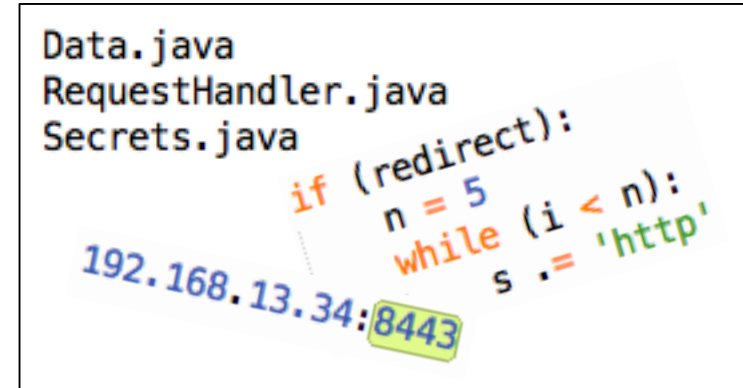 Data.java
RequestHandler.java
Secrets.java
if (redirect):
n = 5
while (i < n):
s .= 'http'
192.168.13.34:8443